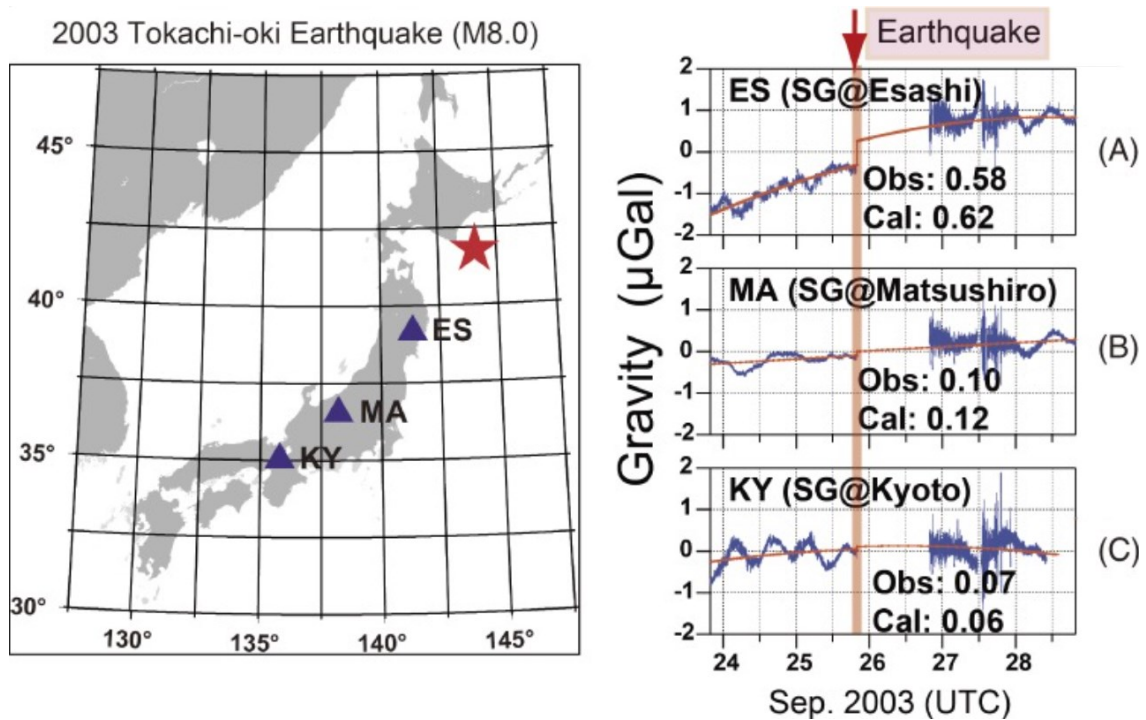 2003 Tokachi-oki Earthquake (M8.0)
45°
40°
35°
30°
130°
135°
140°
145°
ES
MA
KY
Earthquake
Gravity (μGal)
ES (SG@Esashi)
2
1
0
-1
-2
Obs: 0.58
Cal: 0.62
(A)
MA (SG@Matsushiro)
2
1
0
-1
-2
Obs: 0.10
Cal: 0.12
(B)
KY (SG@Kyoto)
2
1
0
-1
-2
Obs: 0.07
Cal: 0.06
(C)
24 25 26 27 28
Sep. 2003 (UTC)